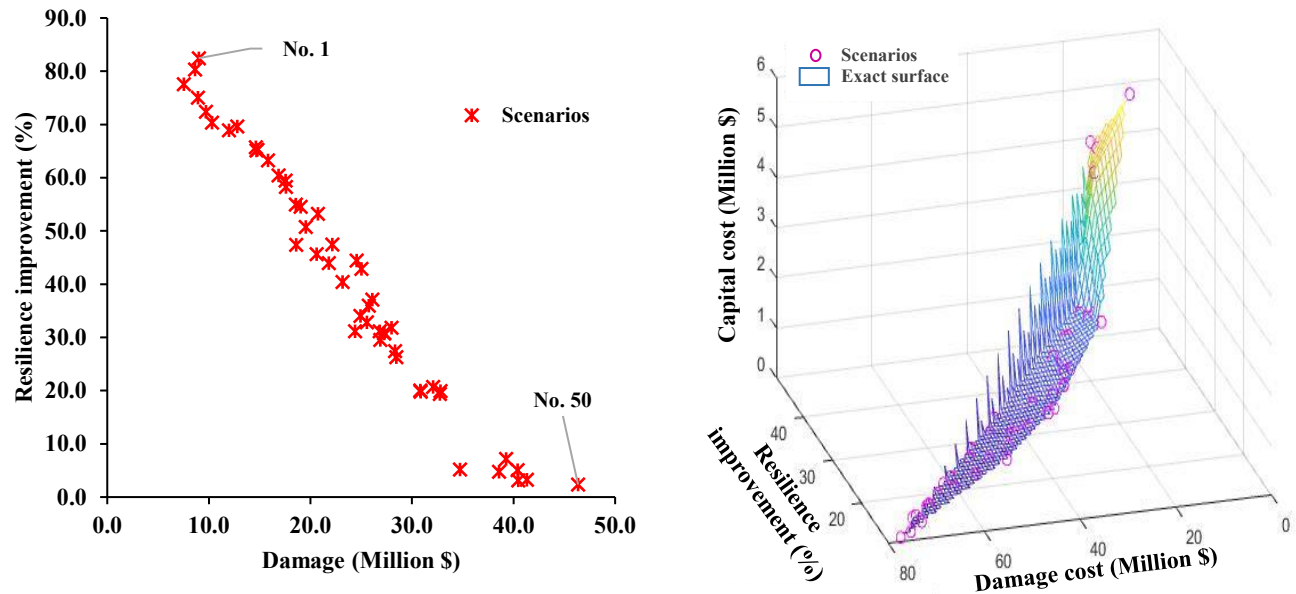 90.0
80.0
70.0
60.0
50.0
40.0
30.0
20.0
10.0
0.0
Resilience improvement (%)
No. 1
Scenarios
No. 50
0.0 10.0 20.0 30.0 40.0 50.0
Damage (Million $)
Scenarios
Exact surface
6
5
4
3
2
1
0
Capital cost (Million $)
40
30
20
Resilience
improvement (%)
80
60
40
20
0
Damage cost (Million $)